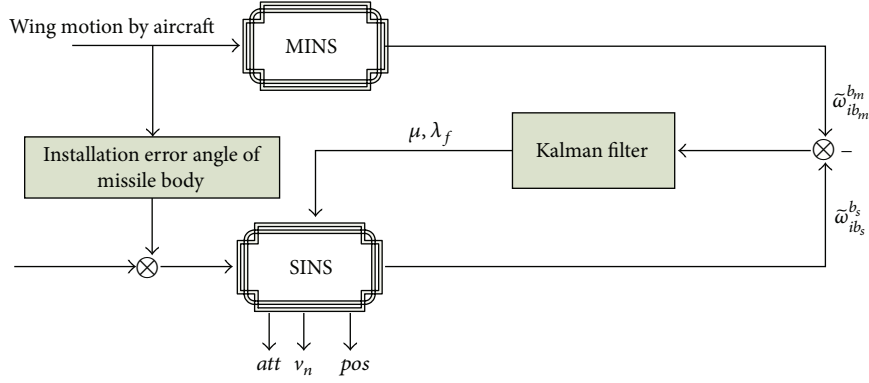 Wing motion by aircraft
MINS
ω̃_{ib_m}^{b_m}
μ, λ_f
Kalman filter
–
Installation error angle of
missile body
ω̃_{ib_s}^{b_s}
SINS
att v_n pos